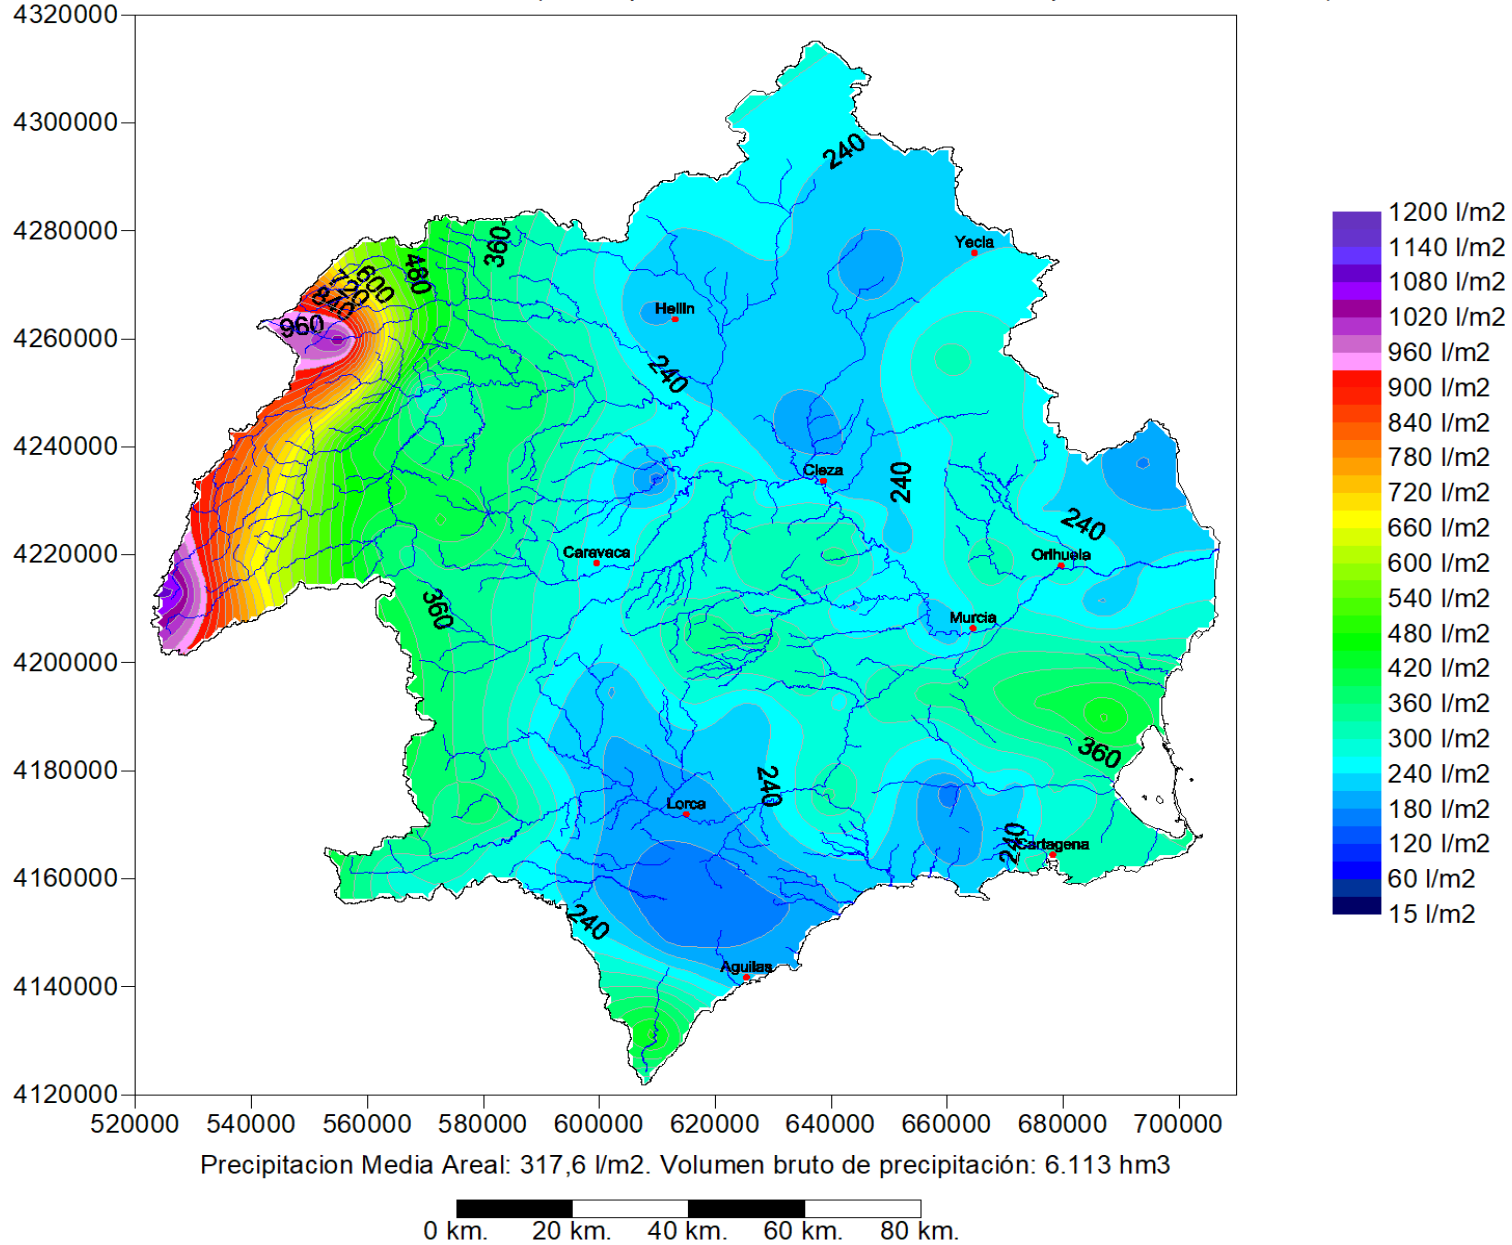 4320000
4300000
4280000
4260000
4240000
4220000
4200000
4180000
4160000
4140000
4120000
520000 540000 560000 580000 600000 620000 640000 660000 680000 700000
240
Yecla
360
480
600
720
840
960
Hellin
240
Cieza
240
240
Caravaca
Orihuela
360
Murcia
360
240
Lorca
240
Cartagena
240
Aguilas
1200 l/m2
1140 l/m2
1080 l/m2
1020 l/m2
960 l/m2
900 l/m2
840 l/m2
780 l/m2
720 l/m2
660 l/m2
600 l/m2
540 l/m2
480 l/m2
420 l/m2
360 l/m2
300 l/m2
240 l/m2
180 l/m2
120 l/m2
60 l/m2
15 l/m2
Precipitacion Media Areal: 317,6 l/m2. Volumen bruto de precipitación: 6.113 hm3
0 km. 20 km. 40 km. 60 km. 80 km.